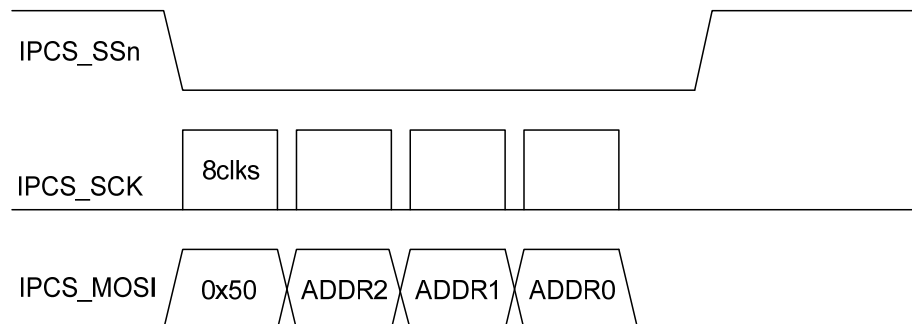 IPCS_SSn
8clks
IPCS_SCK
IPCS_MOSI 0x50 ADDR2 ADDR1 ADDR0